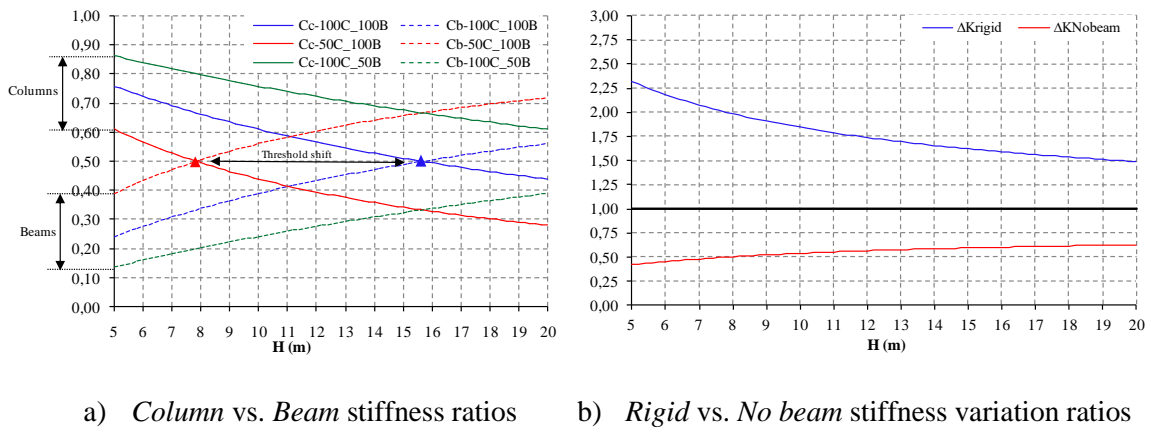 1,00
0,90
0,80
0,70
0,60
0,50
0,40
0,30
0,20
0,10
0,00
Columns
Beams
Cc-100C_100B
Cb-100C_100B
Cc-50C_100B
Cb-50C_100B
Cc-100C_50B
Cb-100C_50B
Threshold shift
5 6 7 8 9 10 11 12 13 14 15 16 17 18 19 20
H (m)
3,00
2,75
2,50
2,25
2,00
1,75
1,50
1,25
1,00
0,75
0,50
0,25
0,00
ΔKrigid
ΔKNobeam
5 6 7 8 9 10 11 12 13 14 15 16 17 18 19 20
H (m)
a) Column vs. Beam stiffness ratios
b) Rigid vs. No beam stiffness variation ratios